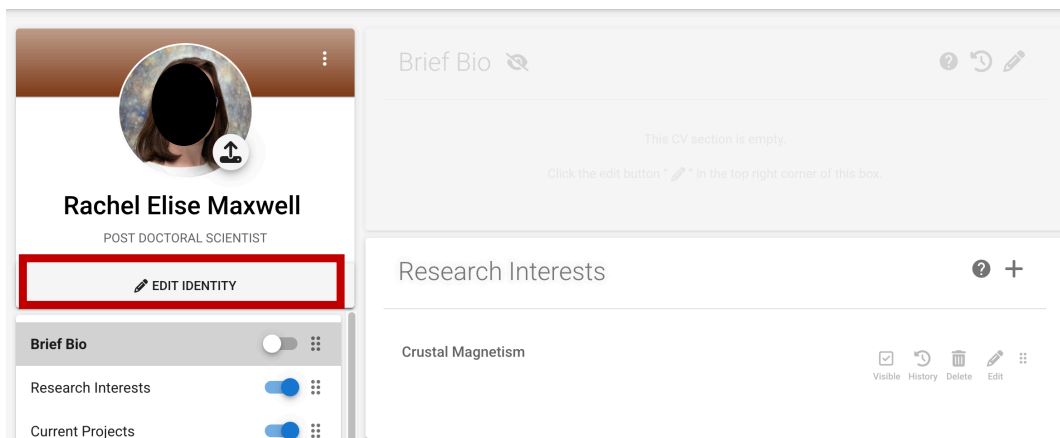 Rachel Elise Maxwell
POST DOCTORAL SCIENTIST
EDIT IDENTITY
Brief Bio
Research Interests
Current Projects
Brief Bio
This CV section is empty.
Click the edit button " " in the top right corner of this box.
Research Interests
Crustal Magnetism
Visible History Delete Edit